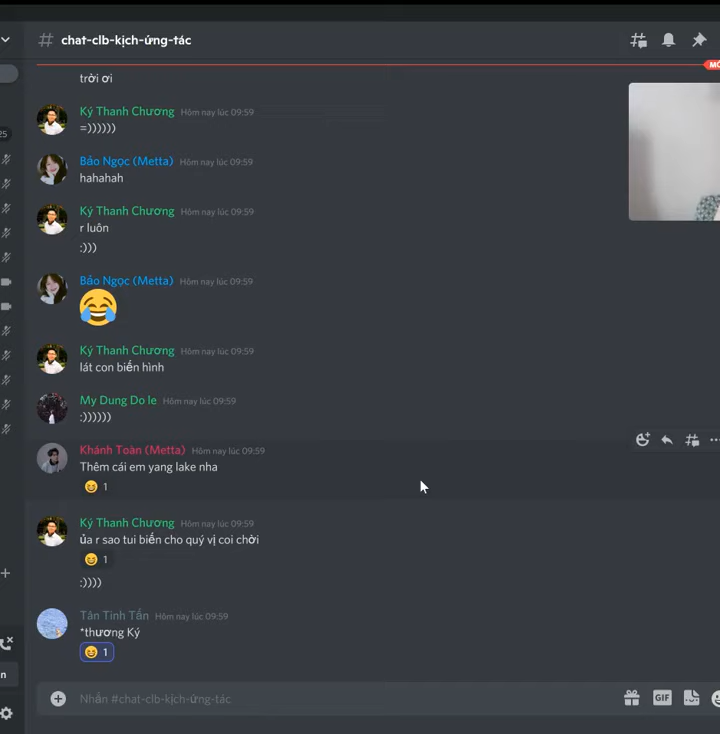 chat-clb-kịch-ứng-tác
trời ơi
Ký Thanh Chương Hôm nay lúc 09:59
=))))))
Bảo Ngọc (Metta) Hôm nay lúc 09:59
hahahah
Ký Thanh Chương Hôm nay lúc 09:59
r luôn
:)))
Bảo Ngọc (Metta) Hôm nay lúc 09:59
Ký Thanh Chương Hôm nay lúc 09:59
lát con biến hình
My Dung Do le Hôm nay lúc 09:59
:))))))
Khánh Toàn (Metta) Hôm nay lúc 09:59
Thêm cái em yang lake nha
1
Ký Thanh Chương Hôm nay lúc 09:59
ủa r sao tui biến cho quý vị coi chời
1
:))))
Tân Tinh Tấn Hôm nay lúc 09:59
*thương Ký
1
Nhắn #chat-clb-kịch-ứng-tác
GIF